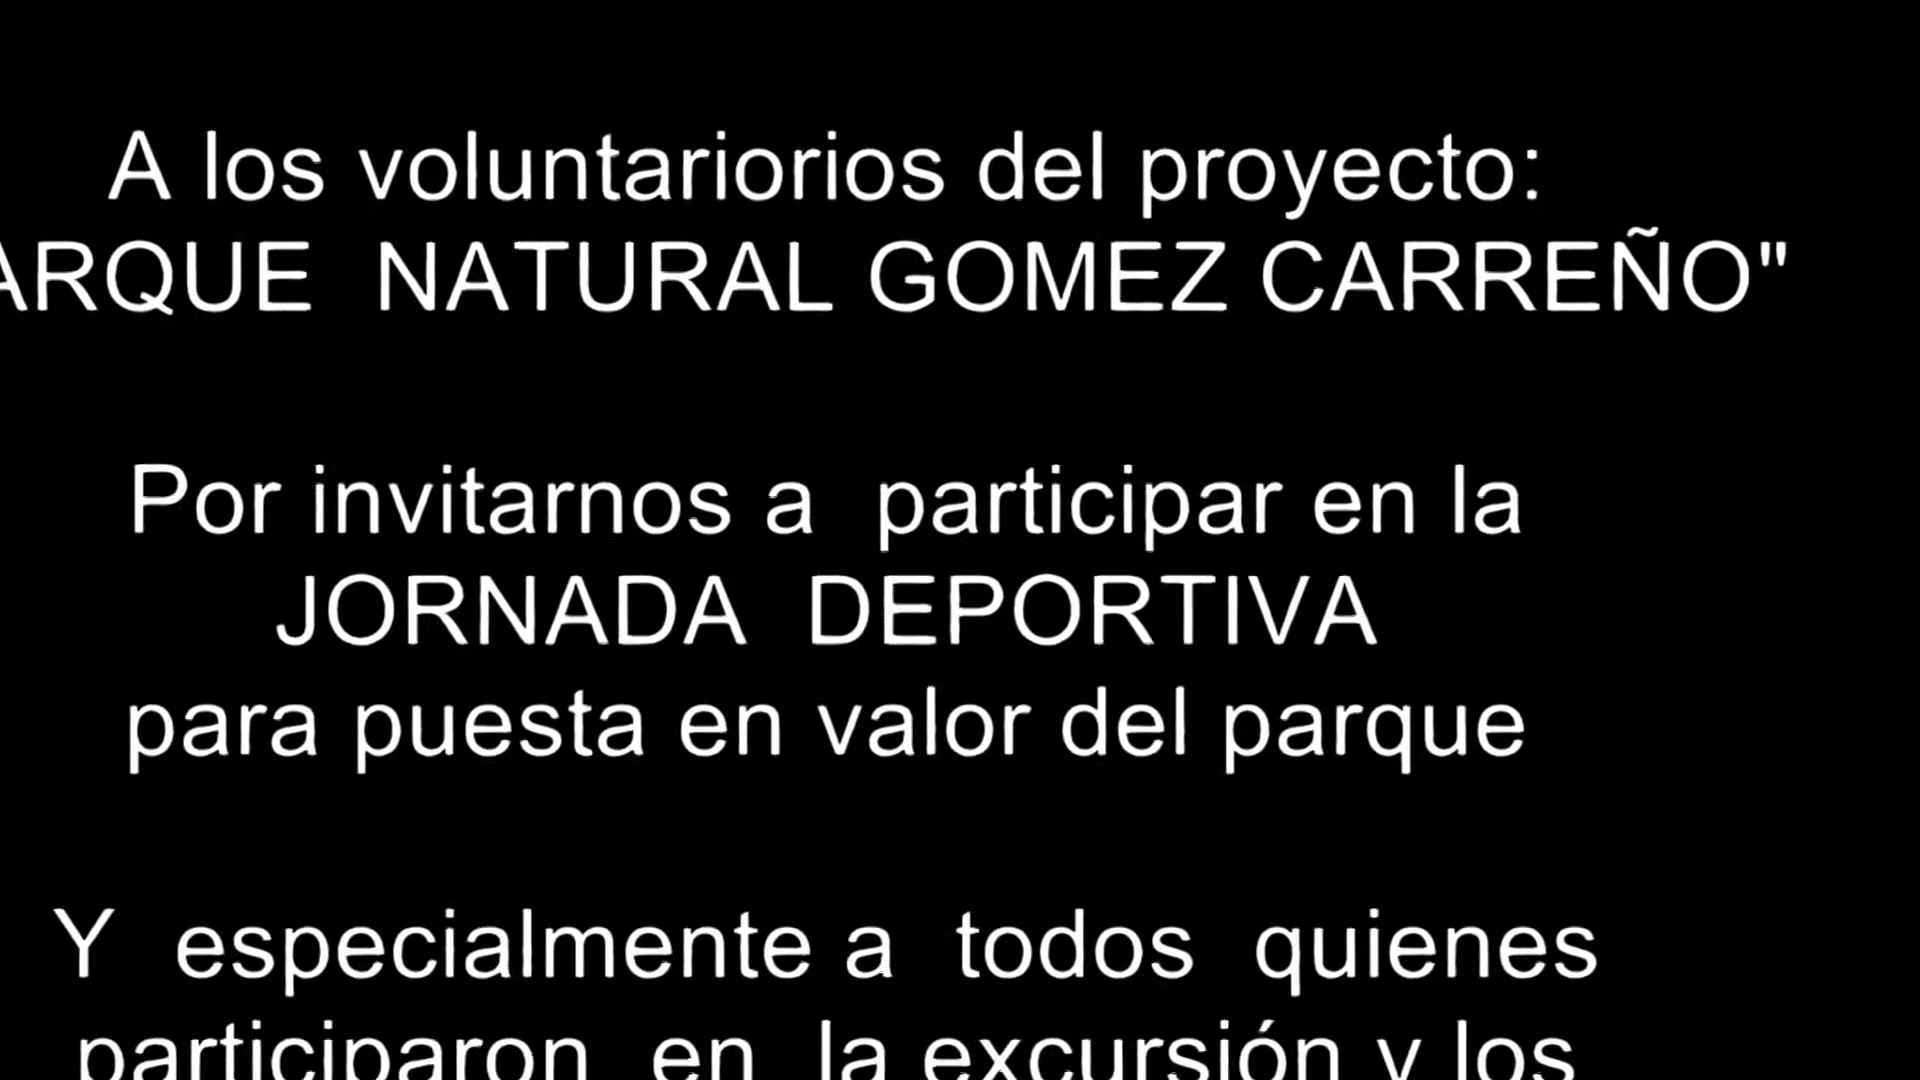 A los voluntariorios del proyecto:
ARQUE NATURAL GOMEZ CARREÑO"
Por invitarnos a participar en la
JORNADA DEPORTIVA
para puesta en valor del parque
Y especialmente a todos quienes
participaron en la excursión y los